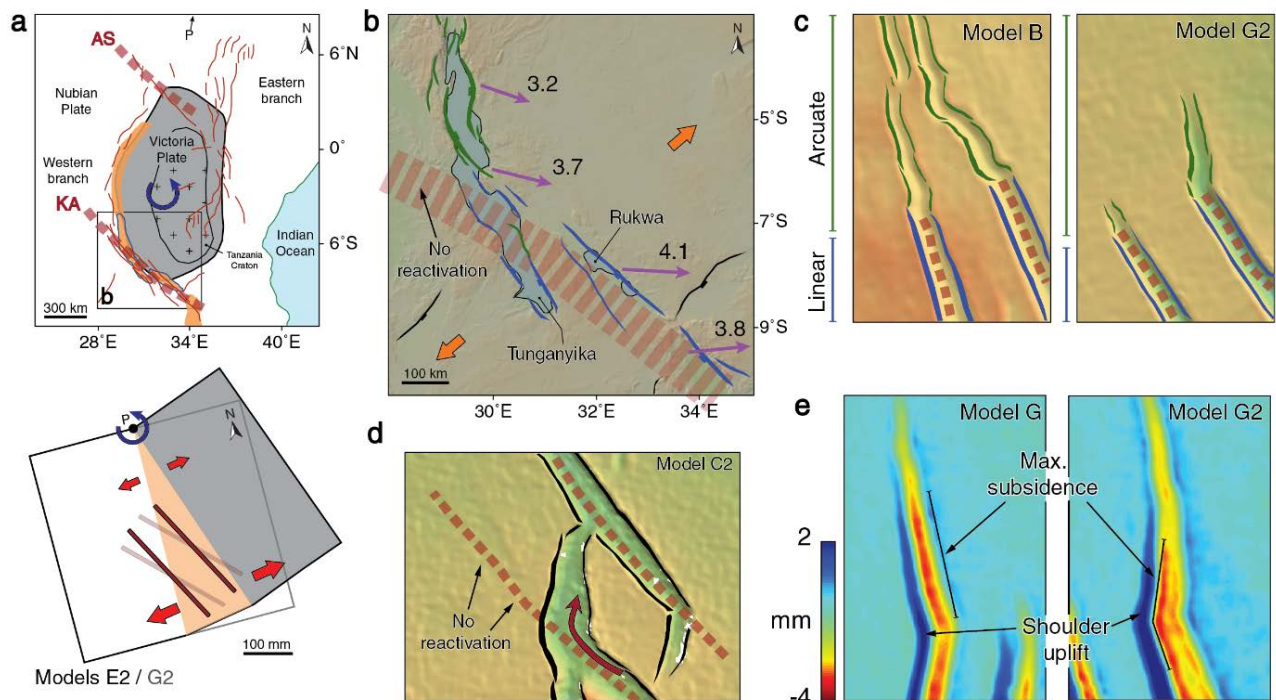 a
P
N
AS
6°N
Nubian
Plate
Eastern
branch
Victoria
Plate
0°
Western
branch
KA
Indian
Ocean
6°S
Tanzania
Craton
b
300 km
28°E
34°E
40°E
P
N
100 mm
Models E2 / G2
b
N
3.2
5°S
3.7
7°S
Rukwa
No
reactivation
4.1
9°S
3.8
Tunganyika
100 km
30°E
32°E
34°E
c
Model B
Model G2
Arcuate
Linear
d
Model C2
No
reactivation
e
Model G
Model G2
Max.
subsidence
2
mm
Shoulder
uplift
-4